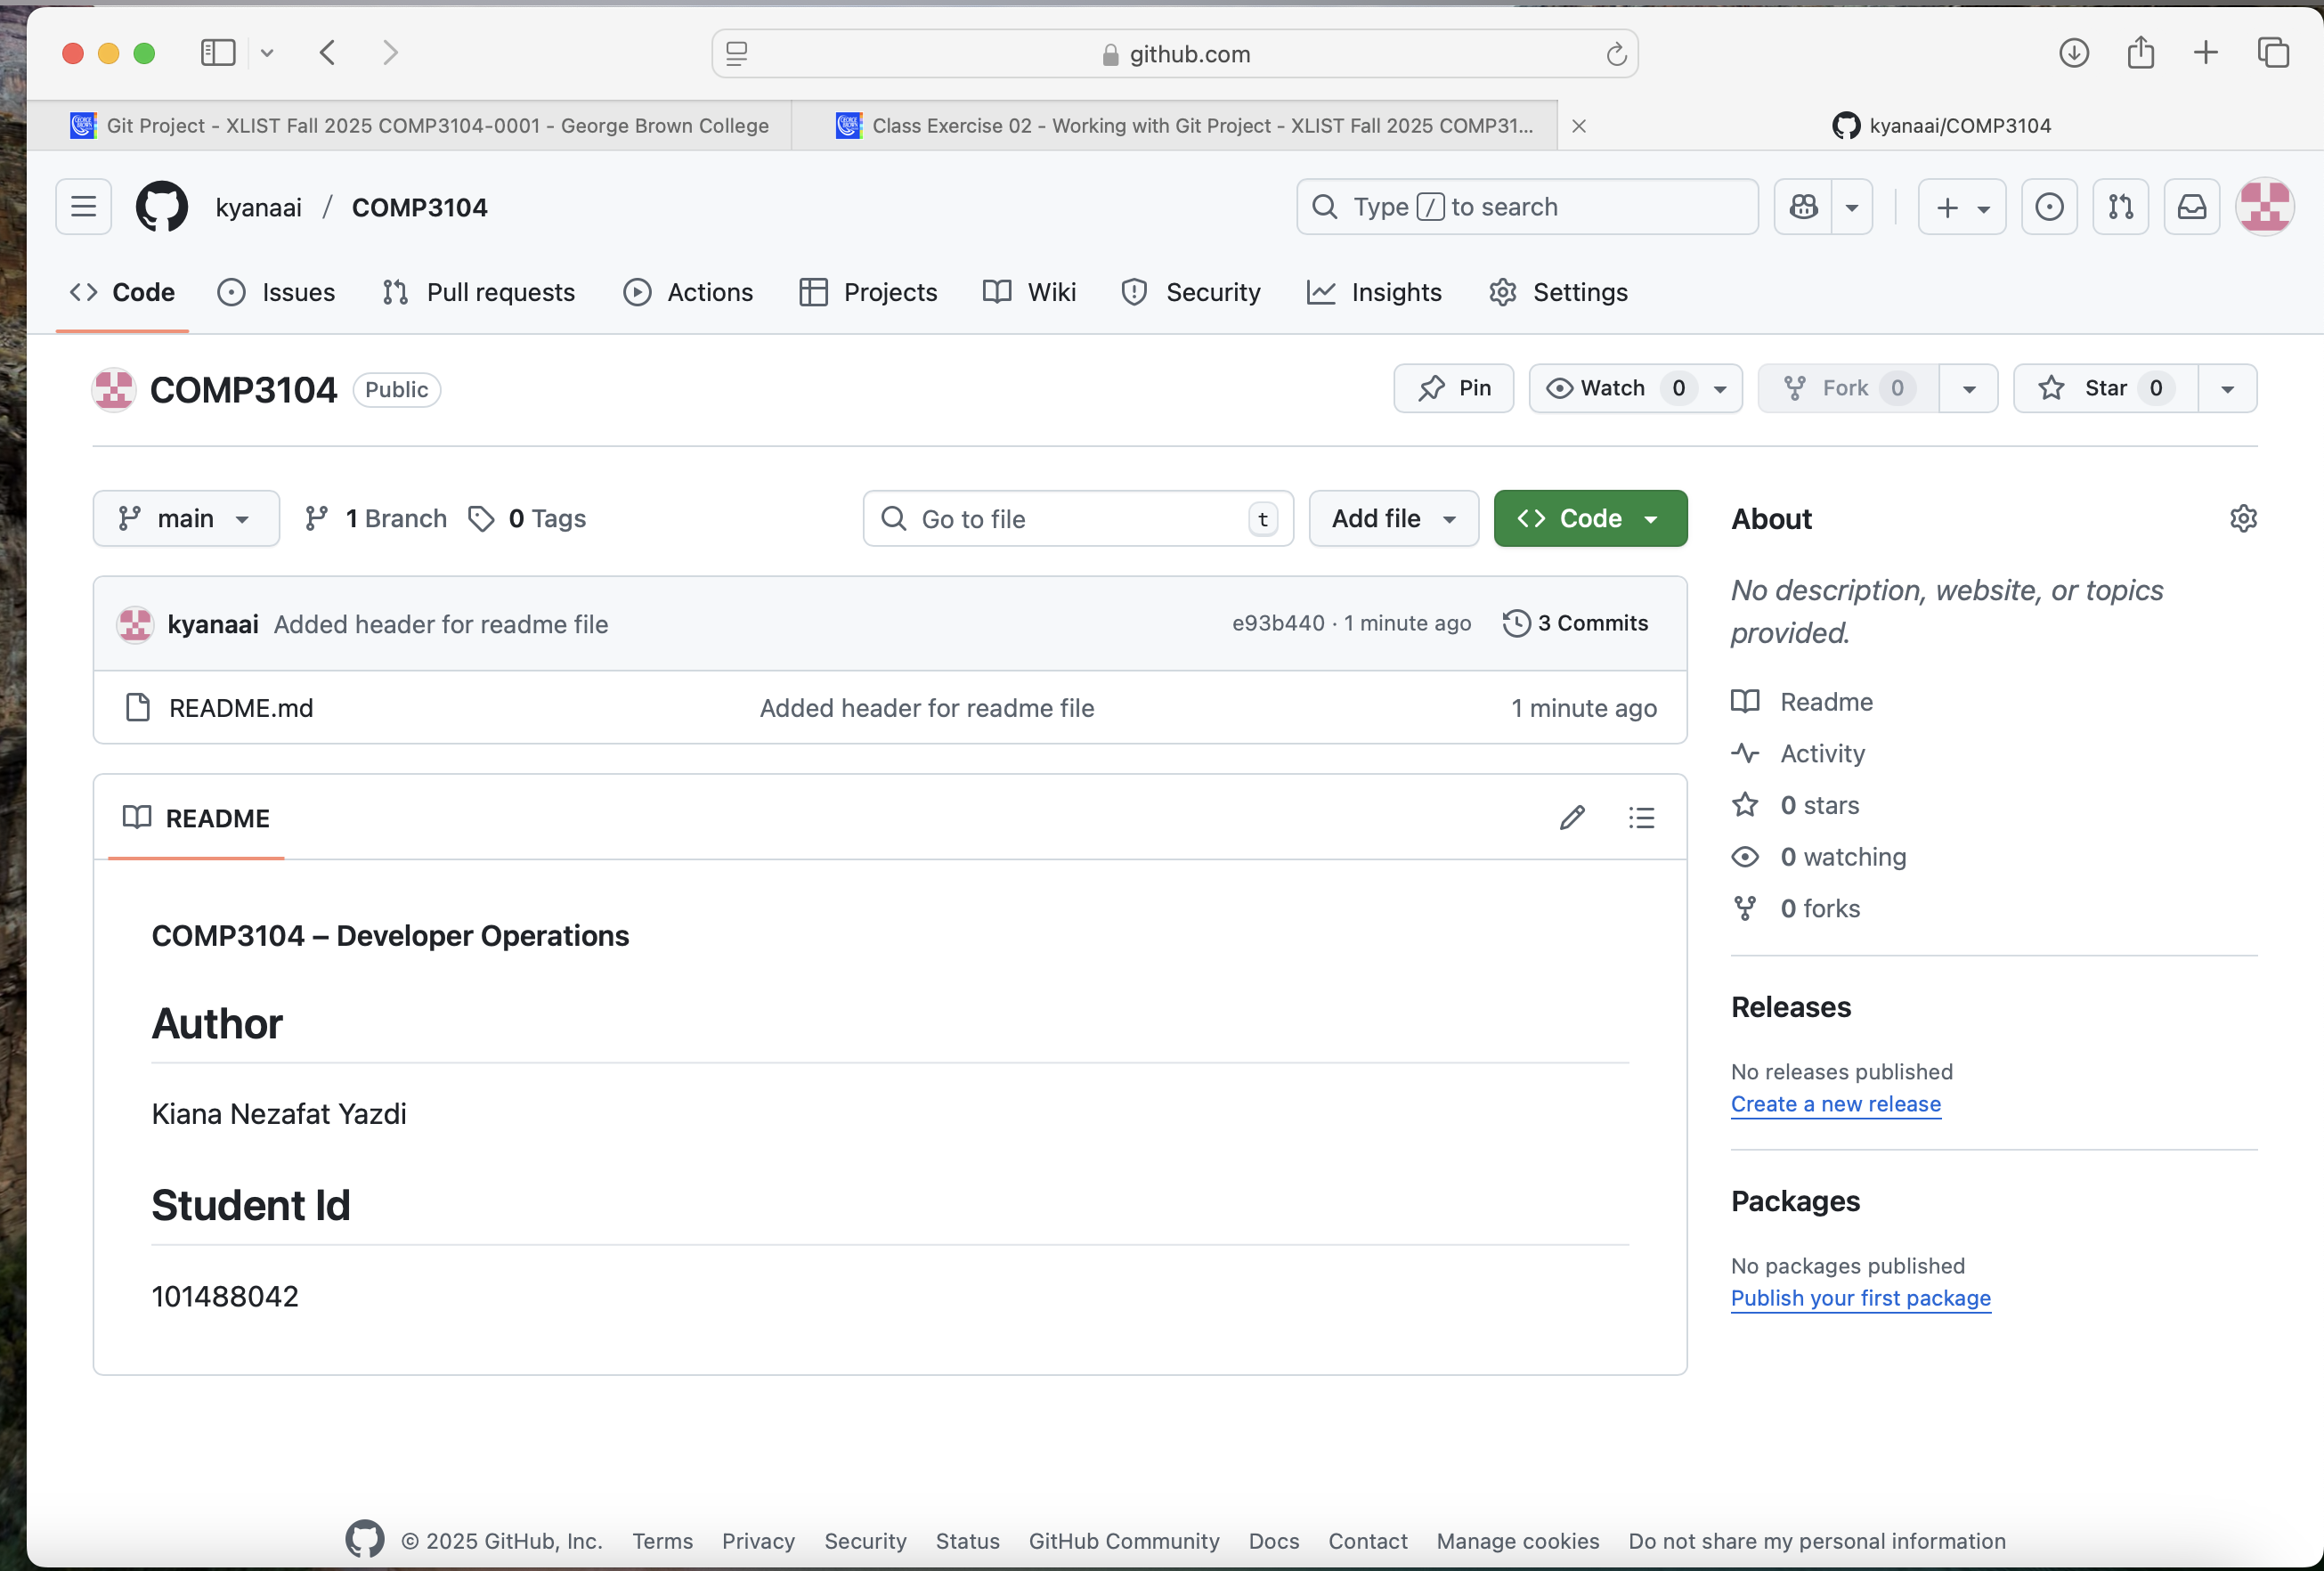 github.com
Git Project - XLIST Fall 2025 COMP3104-0001 - George Brown College
Class Exercise 02 - Working with Git Project - XLIST Fall 2025 COMP31...
kyanaai/COMP3104
kyanaai / COMP3104
Type / to search
Code
Issues
Pull requests
Actions
Projects
Wiki
Security
Insights
Settings
COMP3104 Public
Pin
Watch 0
Fork 0
Star 0
main
1 Branch
0 Tags
Go to file t
Add file
Code
kyanaai Added header for readme file
e93b440 · 1 minute ago
3 Commits
README.md
Added header for readme file
1 minute ago
README
COMP3104 – Developer Operations
Author
Kiana Nezafat Yazdi
Student Id
101488042
About
No description, website, or topics
provided.
Readme
Activity
0 stars
0 watching
0 forks
Releases
No releases published
Create a new release
Packages
No packages published
Publish your first package
© 2025 GitHub, Inc. Terms Privacy Security Status GitHub Community Docs Contact Manage cookies Do not share my personal information